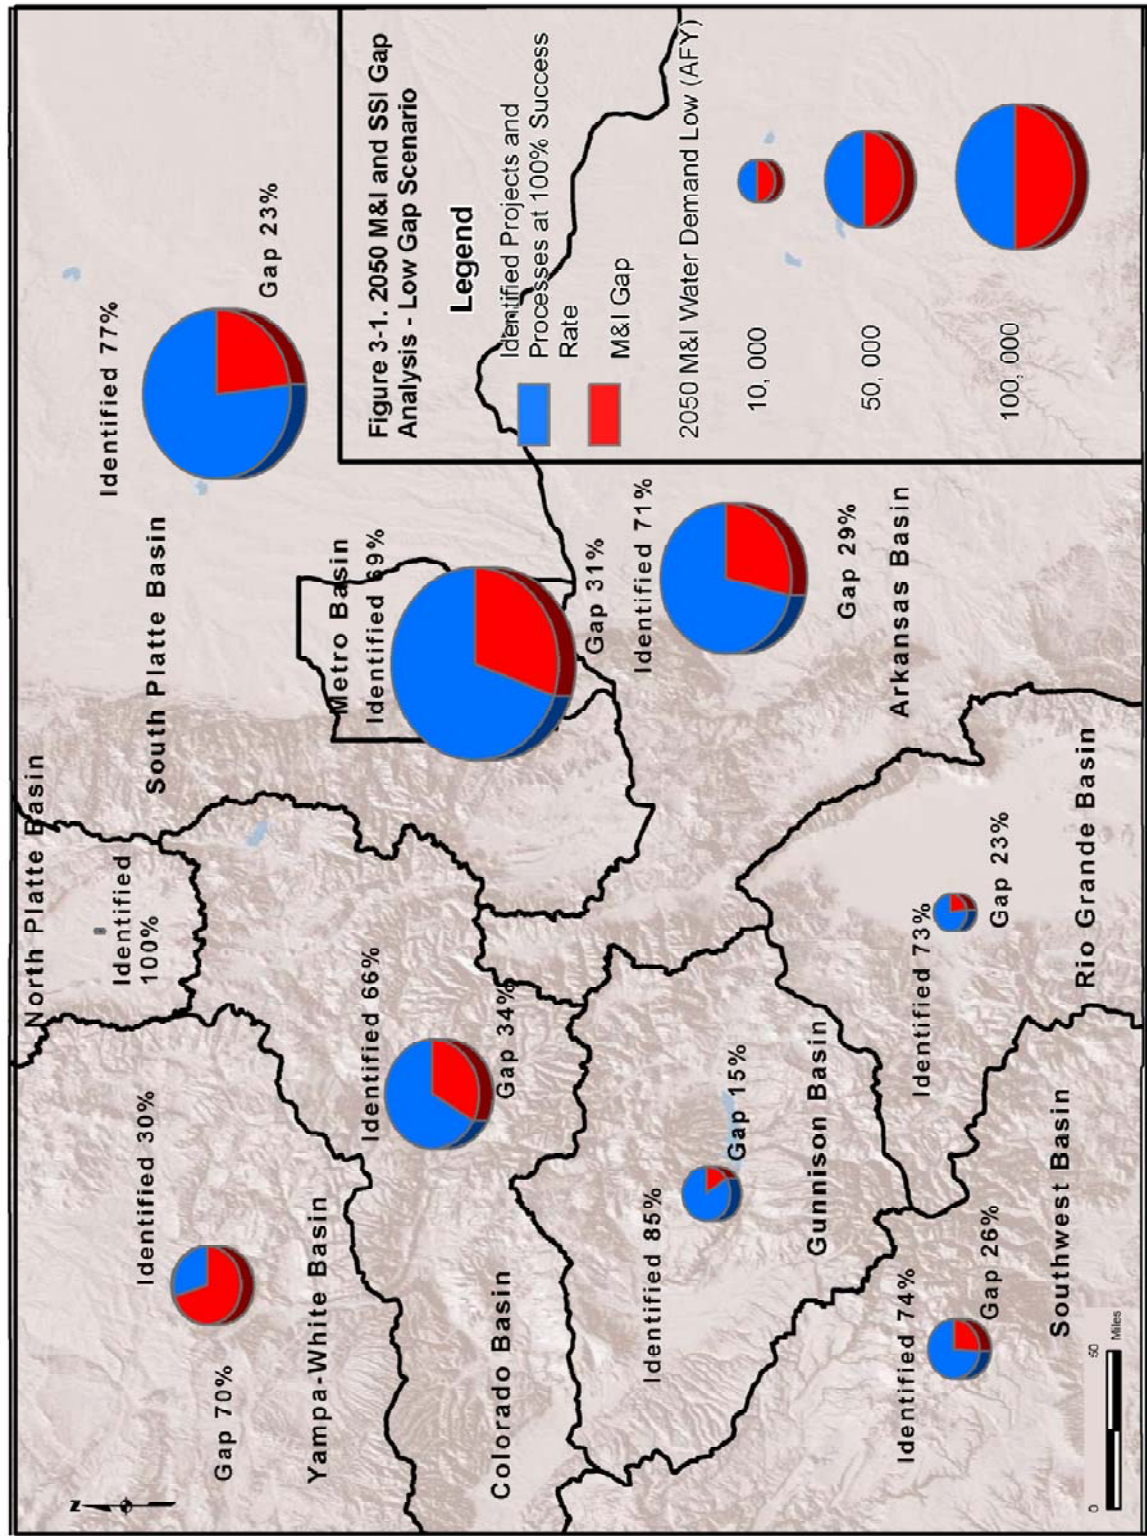 North Platte Basin
Identified
100%
South Platte Basin
Identified 77%
Gap 23%
Identified 30%
Gap 70%
Yampa-White Basin
Metro Basin
Identified 69%
Gap 31%
Identified 66%
Gap 34%
Colorado Basin
Identified 71%
Gap 29%
Arkansas Basin
Identified 85%
Gap 15%
Gunnison Basin
Identified 73%
Gap 23%
Rio Grande Basin
Identified 74%
Gap 26%
Southwest Basin
N
0 50
Miles
Figure 3-1. 2050 M&I and SSI Gap
Analysis - Low Gap Scenario
Legend
Identified Projects and
Processes at 100% Success
Rate
M&I Gap
2050 M&I Water Demand Low (AFY)
10, 000
50, 000
100, 000